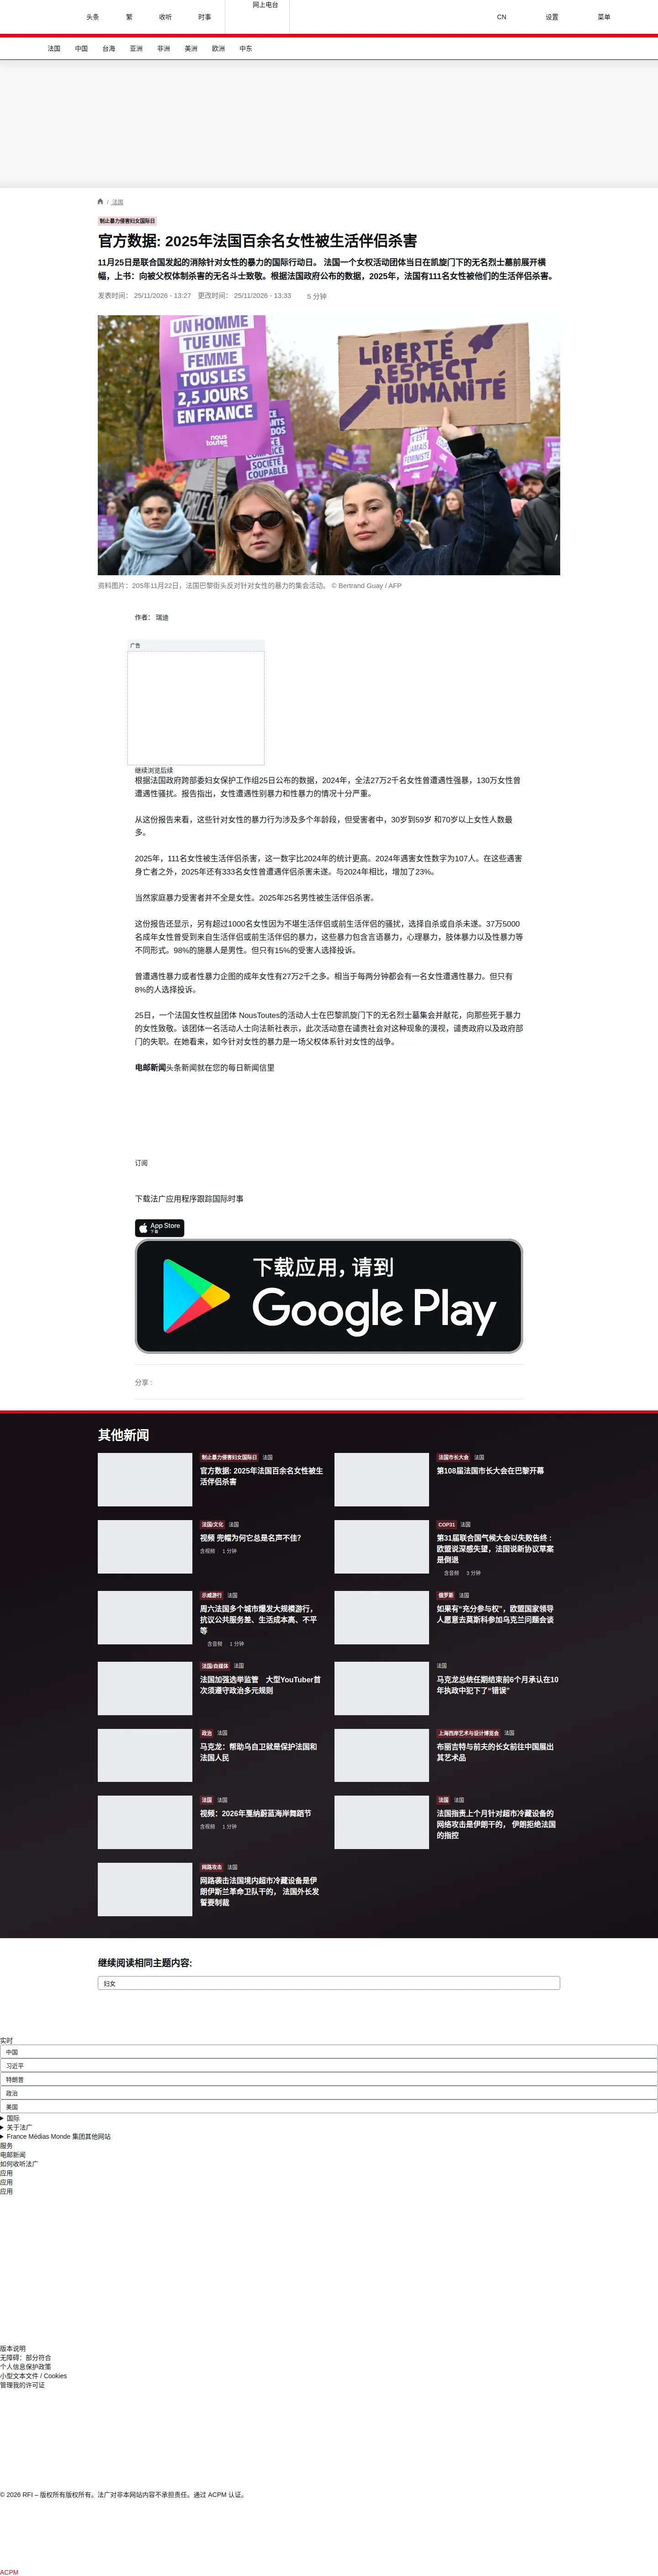 头条
繁
收听
时事
网上电台
CN
设置
菜单
法国
中国
台海
亚洲
非洲
美洲
欧洲
中东
/ 法国
制止暴力侵害妇女国际日
官方数据: 2025年法国百余名女性被生活伴侣杀害
11月25日是联合国发起的消除针对女性的暴力的国际行动日。 法国一个女权活动团体当日在凯旋门下的无名烈士墓前展开横
幅，上书：向被父权体制杀害的无名斗士致敬。根据法国政府公布的数据，2025年，法国有111名女性被他们的生活伴侣杀害。
发表时间： 25/11/2026 - 13:27 更改时间： 25/11/2026 - 13:33
5 分钟
UN HOMME
TUE UNE
FEMME
TOUS LES
2,5 JOURS
EN FRANCE
nous
toutes
LIBERTÉ
RESPECT
HUMANITÉ
COMPLICE
SOCIÉTÉ
COUPABLE
N'EST
JAMAIS
FÉMINISTE
资料图片：205年11月22日，法国巴黎街头反对针对女性的暴力的集会活动。 © Bertrand Guay / AFP
作者： 瑞迪
广告
继续浏览后续
根据法国政府跨部委妇女保护工作组25日公布的数据，2024年，全法27万2千名女性曾遭遇性强暴，130万女性曾
遭遇性骚扰。报告指出，女性遭遇性别暴力和性暴力的情况十分严重。
从这份报告来看，这些针对女性的暴力行为涉及多个年龄段，但受害者中，30岁到59岁 和70岁以上女性人数最
多。
2025年，111名女性被生活伴侣杀害，这一数字比2024年的统计更高。2024年遇害女性数字为107人。在这些遇害
身亡者之外，2025年还有333名女性曾遭遇伴侣杀害未遂。与2024年相比，增加了23%。
当然家庭暴力受害者并不全是女性。2025年25名男性被生活伴侣杀害。
这份报告还显示，另有超过1000名女性因为不堪生活伴侣或前生活伴侣的骚扰，选择自杀或自杀未遂。37万5000
名成年女性曾受到来自生活伴侣或前生活伴侣的暴力，这些暴力包含言语暴力，心理暴力，肢体暴力以及性暴力等
不同形式。98%的施暴人是男性。但只有15%的受害人选择投诉。
曾遭遇性暴力或者性暴力企图的成年女性有27万2千之多。相当于每两分钟都会有一名女性遭遇性暴力。但只有
8%的人选择投诉。
25日，一个法国女性权益团体 NousToutes的活动人士在巴黎凯旋门下的无名烈士墓集会并献花，向那些死于暴力
的女性致敬。该团体一名活动人士向法新社表示，此次活动意在谴责社会对这种现象的漠视，谴责政府以及政府部
门的失职。在她看来，如今针对女性的暴力是一场父权体系针对女性的战争。
电邮新闻头条新闻就在您的每日新闻信里
订阅
下载法广应用程序跟踪国际时事
App Store
下载
下载应用，请到
Google Play
分享 :
其他新闻
制止暴力侵害妇女国际日 法国
官方数据: 2025年法国百余名女性被生
活伴侣杀害
法国市长大会 法国
第108届法国市长大会在巴黎开幕
法国/文化 法国
视频 兜帽为何它总是名声不佳？
含视频 1 分钟
COP31 法国
第31届联合国气候大会以失败告终：
欧盟说深感失望，法国说新协议草案
是倒退
含音频 3 分钟
示威游行 法国
周六法国多个城市爆发大规模游行，
抗议公共服务差、生活成本高、不平
等
含音频 1 分钟
俄罗斯 法国
如果有“充分参与权”，欧盟国家领导
人愿意去莫斯科参加乌克兰问题会谈
法国/自媒体 法国
法国加强选举监管 大型YouTuber首
次须遵守政治多元规则
法国
马克龙总统任期结束前6个月承认在10
年执政中犯下了“错误”
政治 法国
马克龙：帮助乌自卫就是保护法国和
法国人民
上海西岸艺术与设计博览会 法国
布丽吉特与前夫的长女前往中国展出
其艺术品
法国 法国
视频：2026年戛纳蔚蓝海岸舞蹈节
含视频 1 分钟
法国 法国
法国指责上个月针对超市冷藏设备的
网络攻击是伊朗干的， 伊朗拒绝法国
的指控
网路攻击 法国
网路袭击法国境内超市冷藏设备是伊
朗伊斯兰革命卫队干的， 法国外长发
誓要制裁
继续阅读相同主题内容:
妇女
实时
中国
习近平
特朗普
政治
美国
国际
关于法广
France Médias Monde 集团其他网站
服务
电邮新闻
如何收听法广
应用
应用
应用
版本说明
无障碍：部分符合
个人信息保护政策
小型文本文件 / Cookies
管理我的许可证
© 2026 RFI – 版权所有版权所有。法广对非本网站内容不承担责任。通过 ACPM 认证。
ACPM